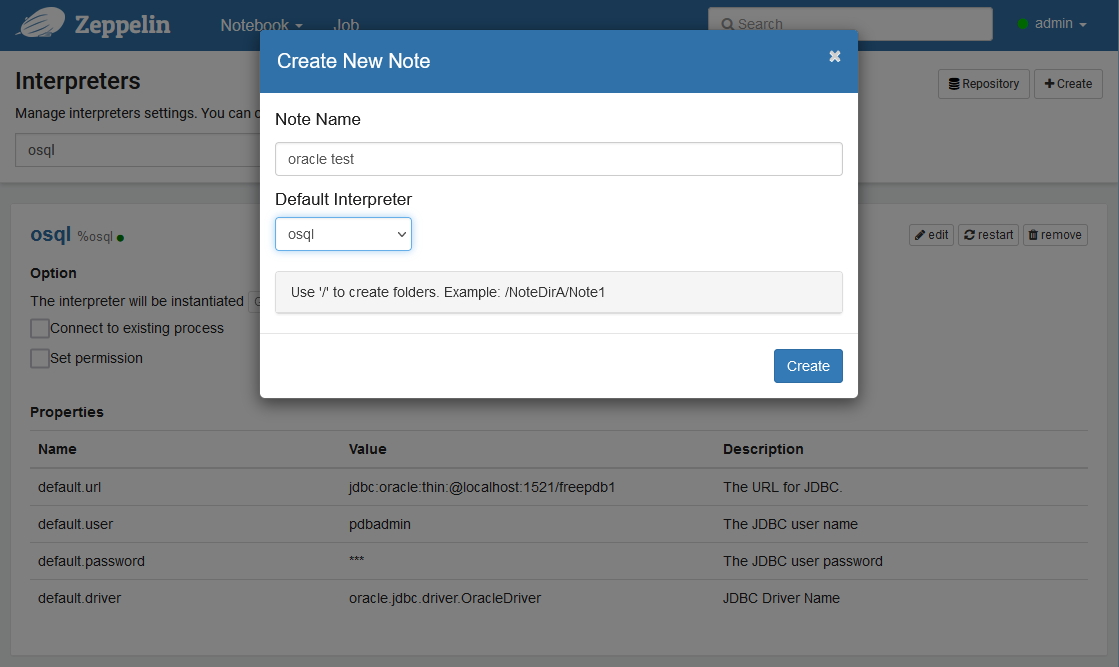 Zeppelin
Notebook
Job
Search
admin
Create New Note
Interpreters
Repository
Create
Manage interpreters settings. You can
osql
Note Name
oracle test
Default Interpreter
osql
Use '/' to create folders. Example: /NoteDirA/Note1
Create
osql %osql
edit
restart
remove
Option
The interpreter will be instantiated
Connect to existing process
Set permission
Properties
Name Value Description
default.url jdbc:oracle:thin:@localhost:1521/freepdb1 The URL for JDBC.
default.user pdbadmin The JDBC user name
default.password *** The JDBC user password
default.driver oracle.jdbc.driver.OracleDriver JDBC Driver Name